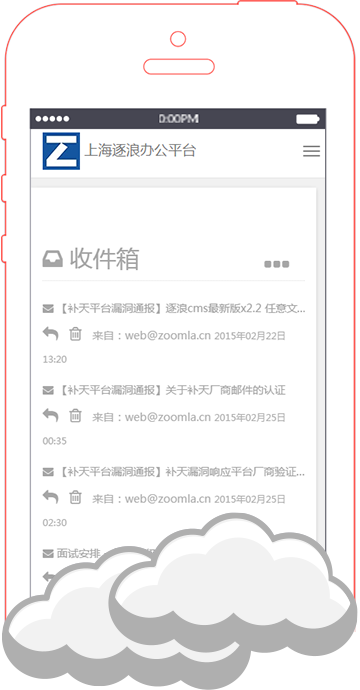 0:00PM
上海逐浪办公平台
收件箱
【补天平台漏洞通报】逐浪cms最新版x2.2 任意文...
来自：web@zoomla.cn 2015年02月22日
13:20
【补天平台漏洞通报】关于补天厂商邮件的认证
来自：web@zoomla.cn 2015年02月25日
00:35
【补天平台漏洞通报】补天漏洞响应平台厂商验证...
来自：web@zoomla.cn 2015年02月25日
02:30
面试安排